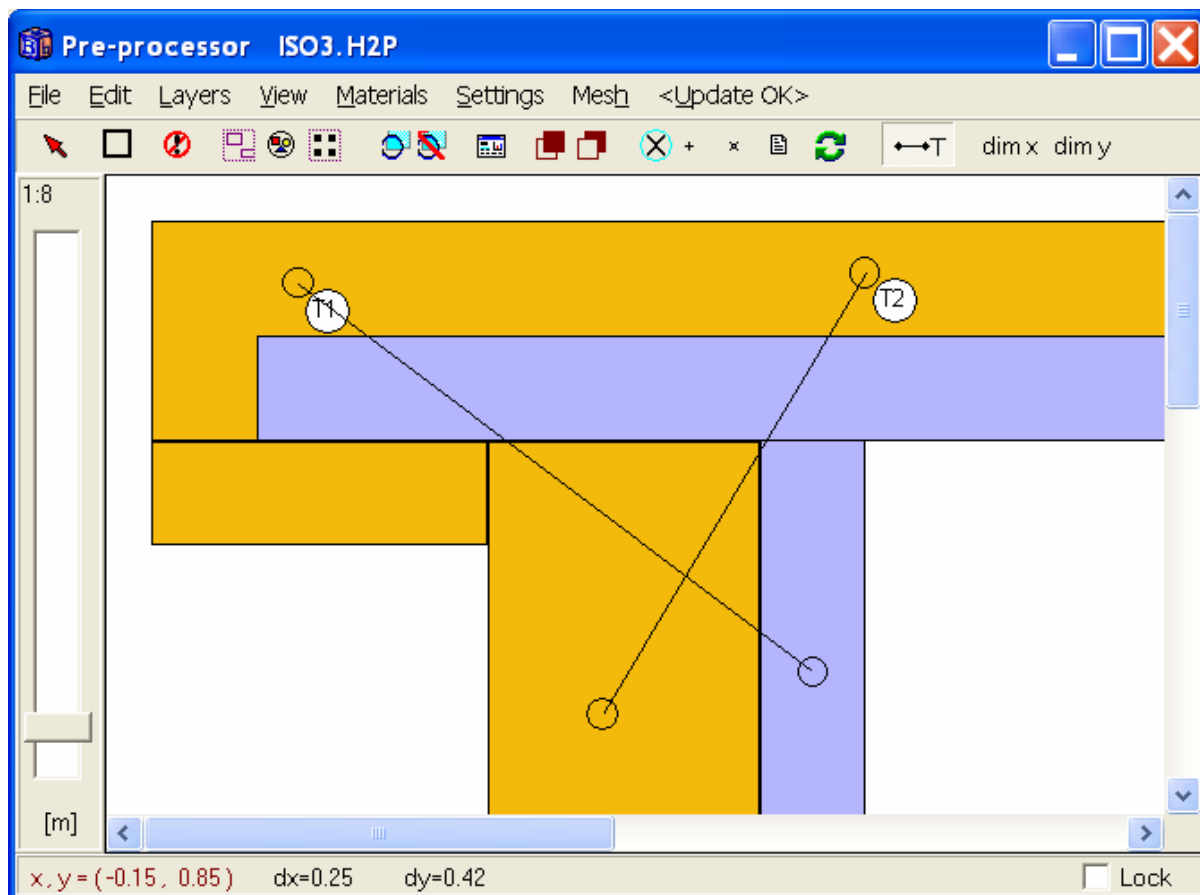 Pre-processor ISO3.H2P
File Edit Layers View Materials Settings Mesh <Update OK>
T dim x dim y
1:8
T1
T2
[m]
x, y = (-0.15 , 0.85) dx=0.25 dy=0.42 Lock